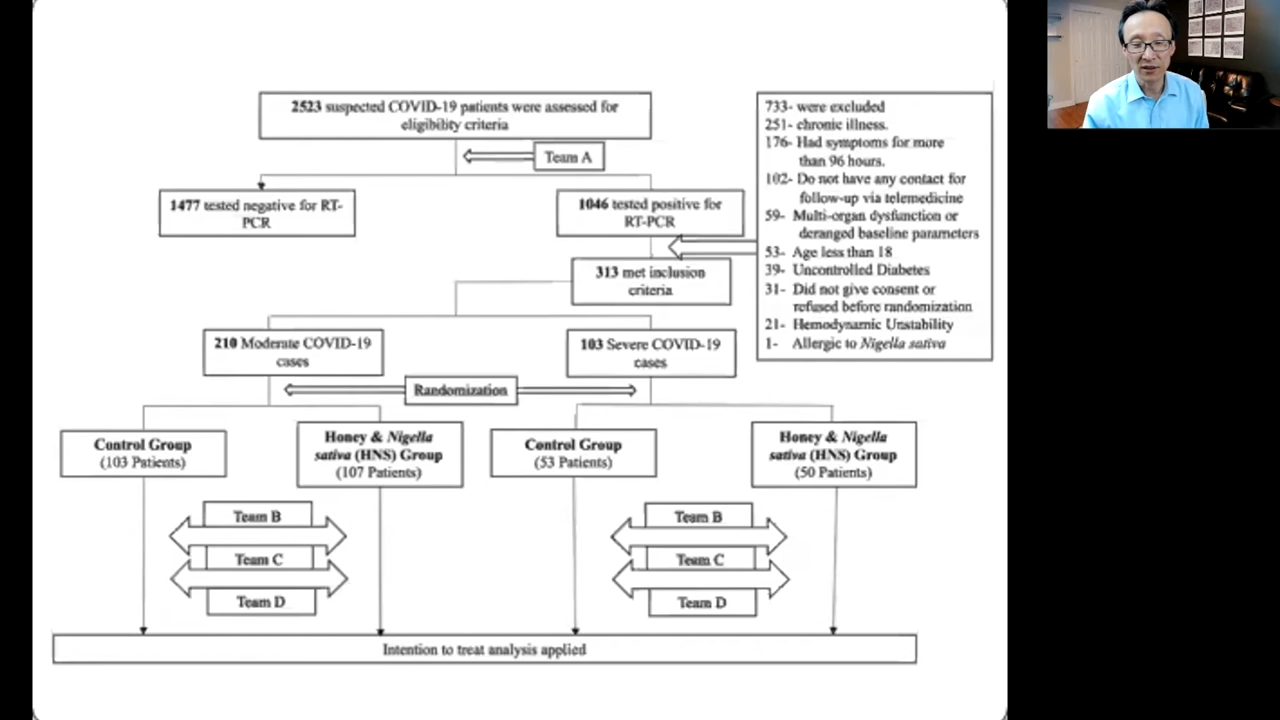 2523 suspected COVID-19 patients were assessed for
eligibility criteria
Team A
1477 tested negative for RT-
PCR
1046 tested positive for
RT-PCR
733- were excluded
251- chronic illness.
176- Had symptoms for more
than 96 hours.
102- Do not have any contact for
follow-up via telemedicine
59- Multi-organ dysfunction or
deranged baseline parameters
53- Age less than 18
39- Uncontrolled Diabetes
31- Did not give consent or
refused before randomization
21- Hemodynamic Unstability
1- Allergic to Nigella sativa
313 met inclusion
criteria
210 Moderate COVID-19
cases
103 Severe COVID-19
cases
Randomization
Control Group
(103 Patients)
Honey & Nigella
sativa (HNS) Group
(107 Patients)
Control Group
(53 Patients)
Honey & Nigella
sativa (HNS) Group
(50 Patients)
Team B
Team C
Team D
Team B
Team C
Team D
Intention to treat analysis applied